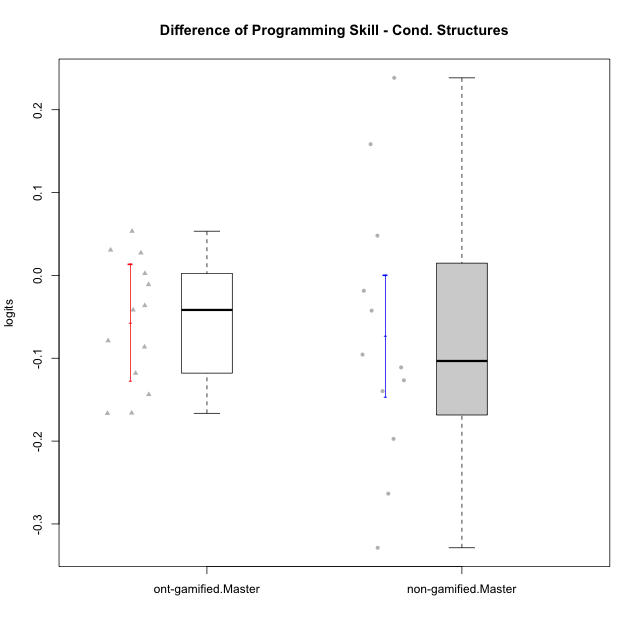 Difference of Programming Skill - Cond. Structures
logits
0.2
0.1
0.0
-0.1
-0.2
-0.3
ont-gamified.Master
non-gamified.Master